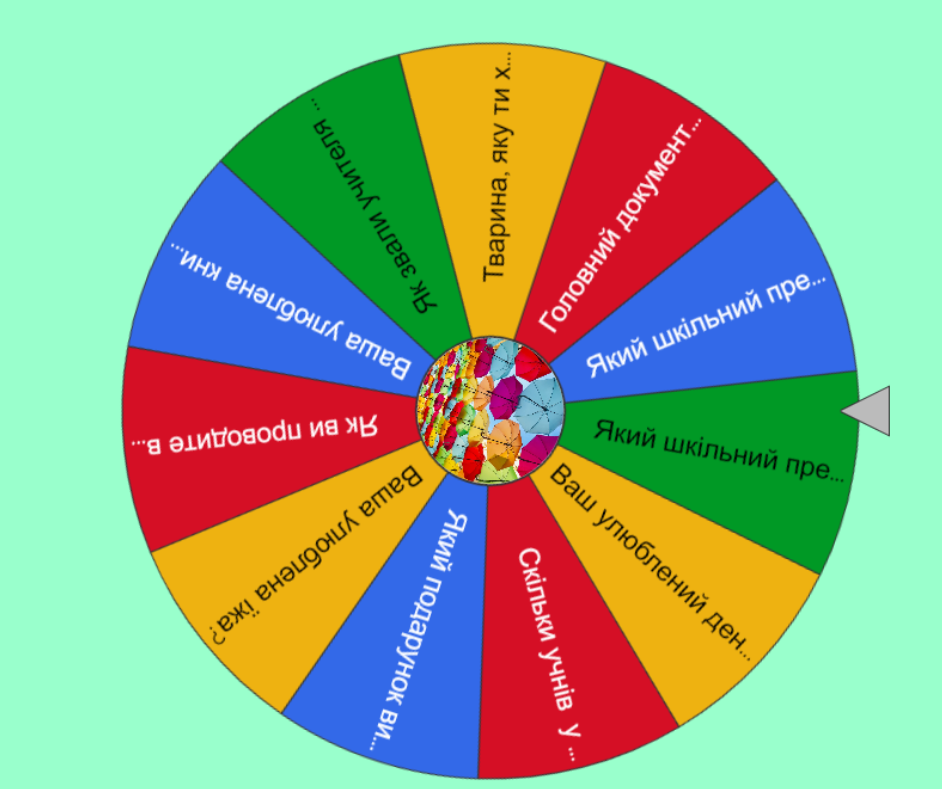 Тварина, яку ти х...
Головний документ...
Який шкільний пре...
Який шкільний пре...
Ваш улюблений ден...
Скільки учнів у ...
Який подарунок ви...
Ваша улюблена їжа?
Як ви проводите в...
Ваша улюблена кни...
Як звали учителя ...